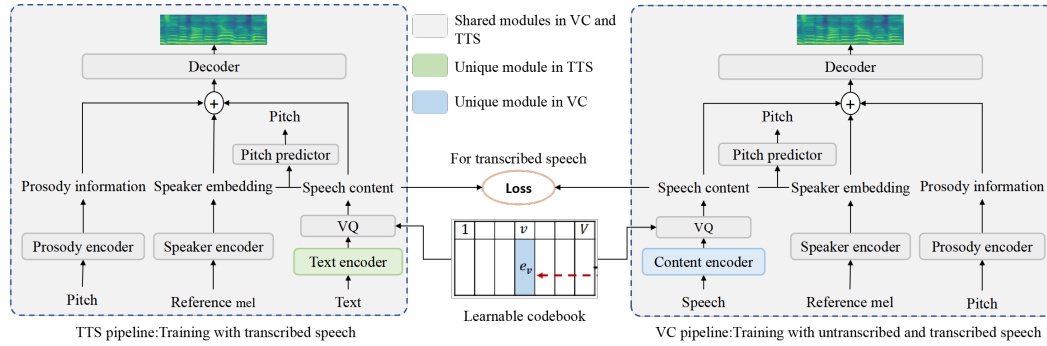 Decoder
+
Pitch
Pitch predictor
Prosody information
Speaker embedding
Speech content
VQ
Prosody encoder
Speaker encoder
Text encoder
Pitch
Reference mel
Text
TTS pipeline:Training with transcribed speech
Shared modules in VC and
TTS
Unique module in TTS
Unique module in VC
For transcribed speech
Loss
1
v
V
e_v
Learnable codebook
Decoder
+
Pitch
Pitch predictor
Speech content
Speaker embedding
Prosody information
VQ
Content encoder
Speaker encoder
Prosody encoder
Speech
Reference mel
Pitch
VC pipeline:Training with untranscribed and transcribed speech